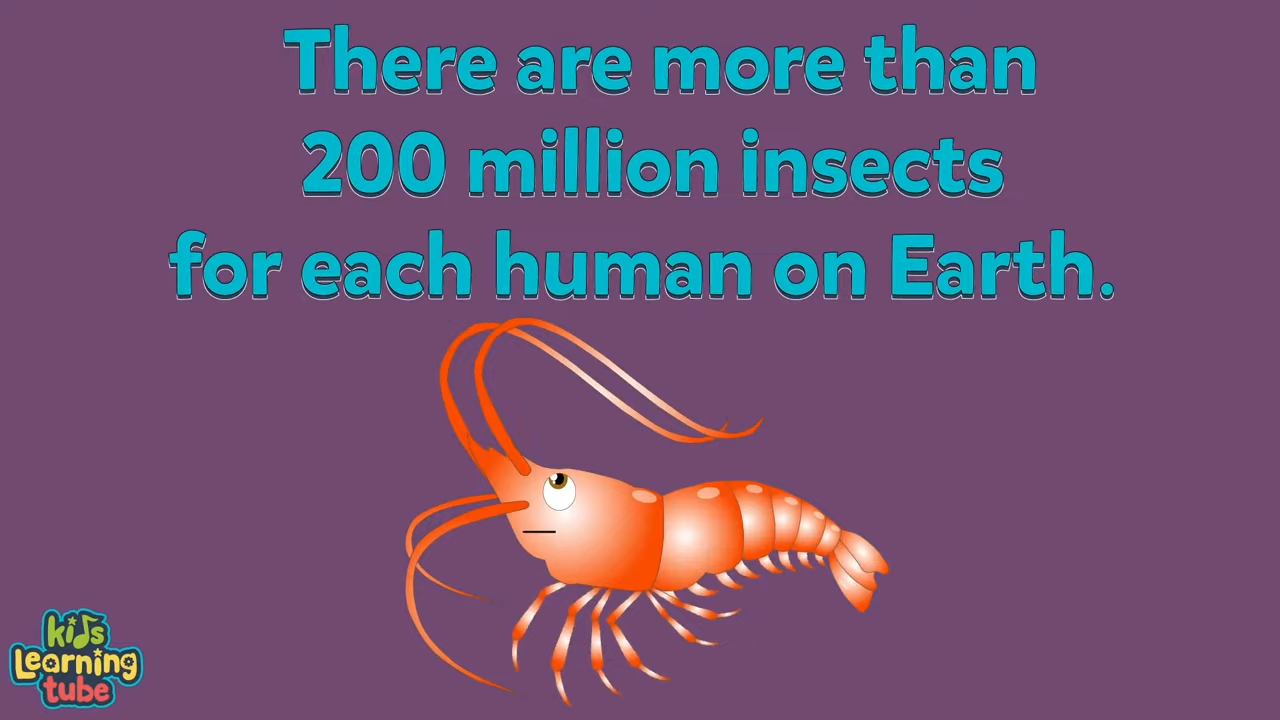 There are more than
200 million insects
for each human on Earth.
kids
Learning
tube